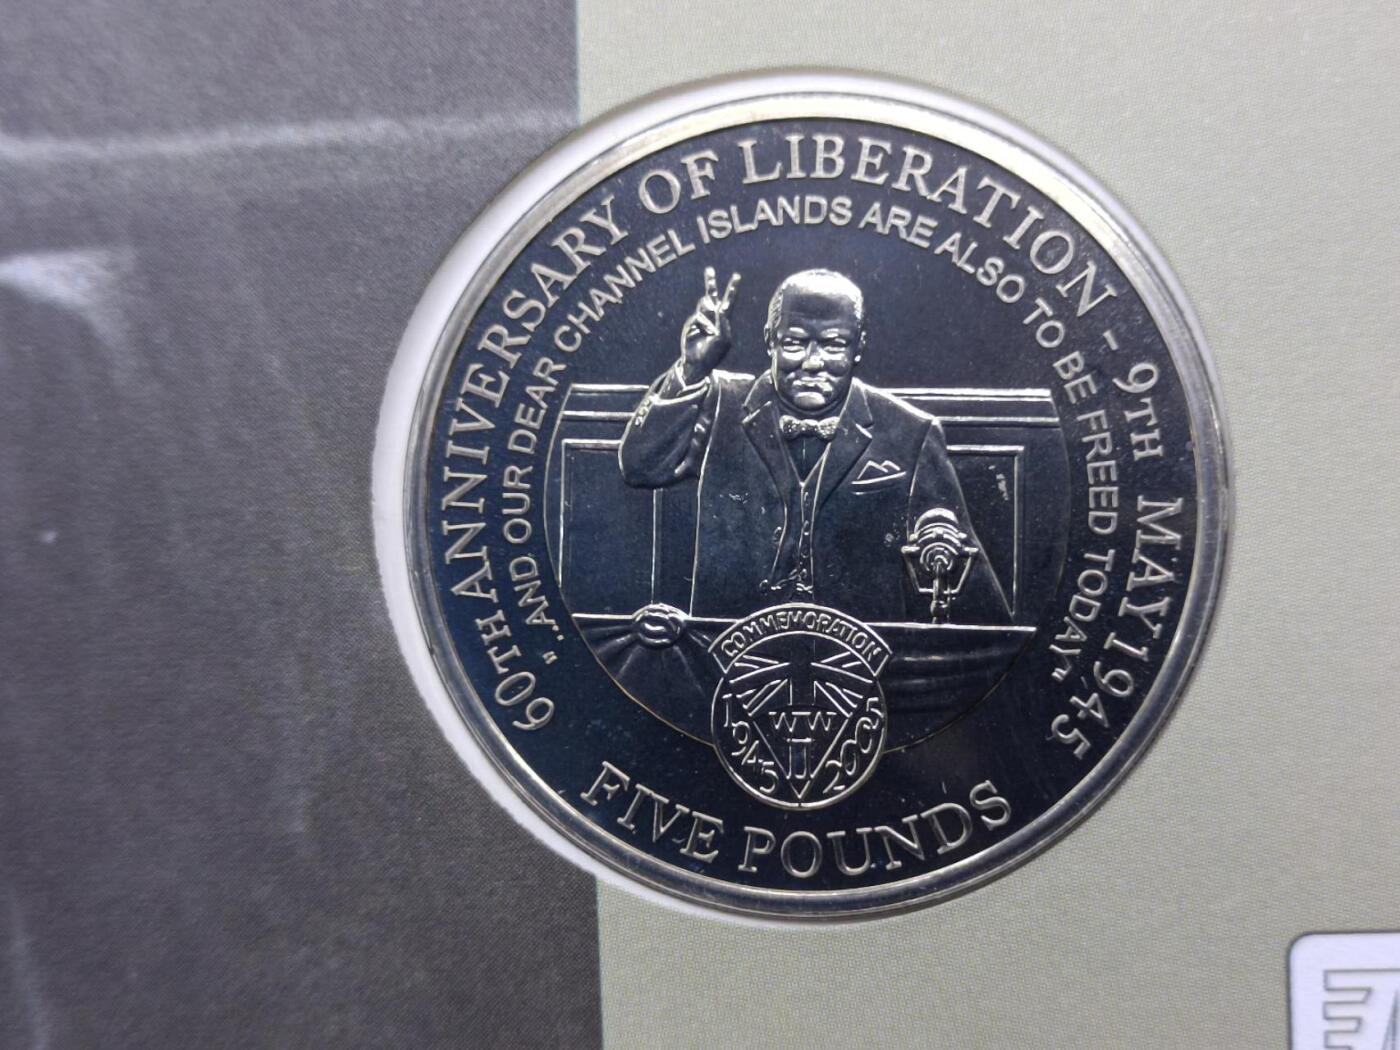 60TH ANNIVERSARY OF LIBERATION - 9TH MAY 1945
"...AND OUR DEAR CHANNEL ISLANDS ARE ALSO TO BE FREED TODAY"
COMMEMORATION
1945 WW 2005
II
FIVE POUNDS